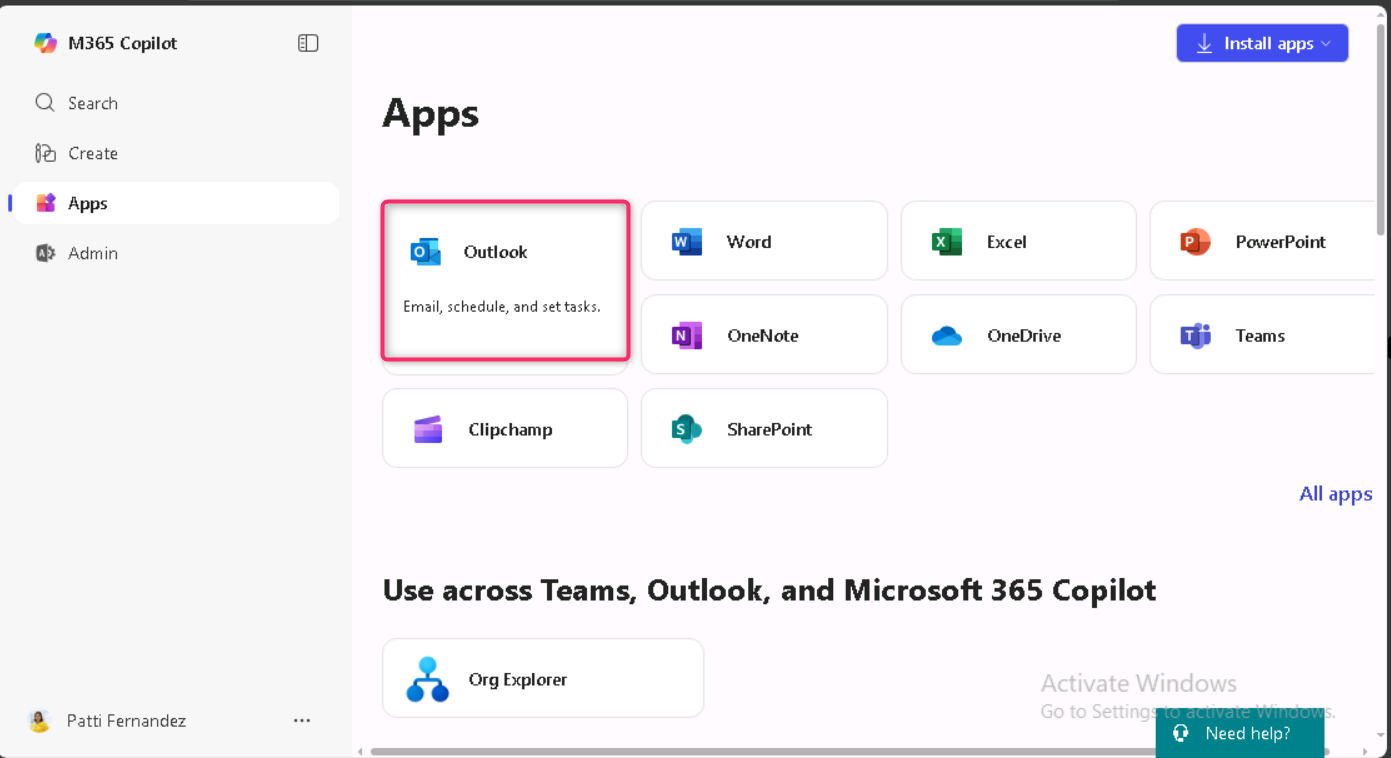 M365 Copilot
Search
Create
Apps
Admin
Patti Fernandez
Install apps
Apps
Outlook
Email, schedule, and set tasks.
Word
Excel
PowerPoint
OneNote
OneDrive
Teams
Clipchamp
SharePoint
All apps
Use across Teams, Outlook, and Microsoft 365 Copilot
Org Explorer
Activate Windows
Go to Settings to activate Windows.
Need help?